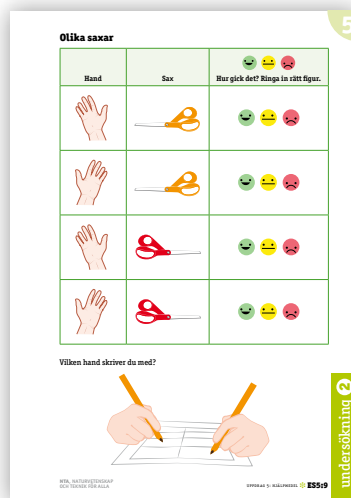 5
Olika saxar
Hand
Sax
Hur gick det? Ringa in rätt figur.
Vilken hand skriver du med?
undersökning 2
NTA, NATURVETENSKAP
OCH TEKNIK FÖR ALLA
UPPDRAG 5: HJÄLPMEDEL ES5:9